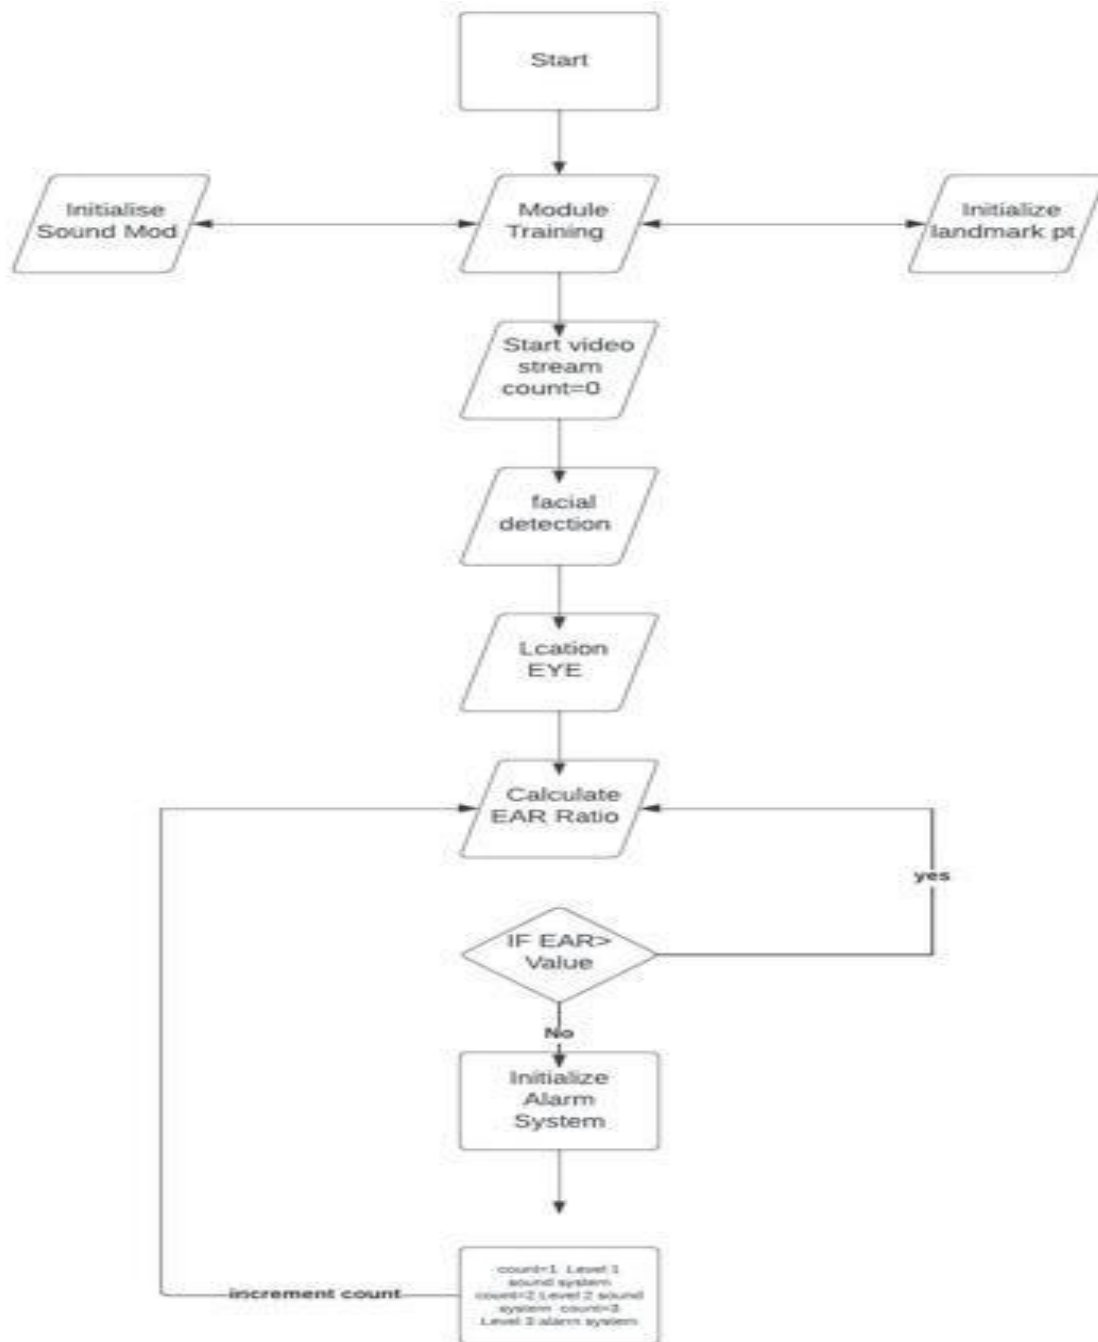 Start
Initialise
Sound Mod
Module
Training
Initialize
landmark pt
Start video
stream
count=0
facial
detection
Lcation
EYE
Calculate
EAR Ratio
yes
IF EAR>
Value
No
Initialize
Alarm
System
increment count
count=1 Level 1
sound system
count=2 Level 2 sound
system count=3
Level 3 alarm system